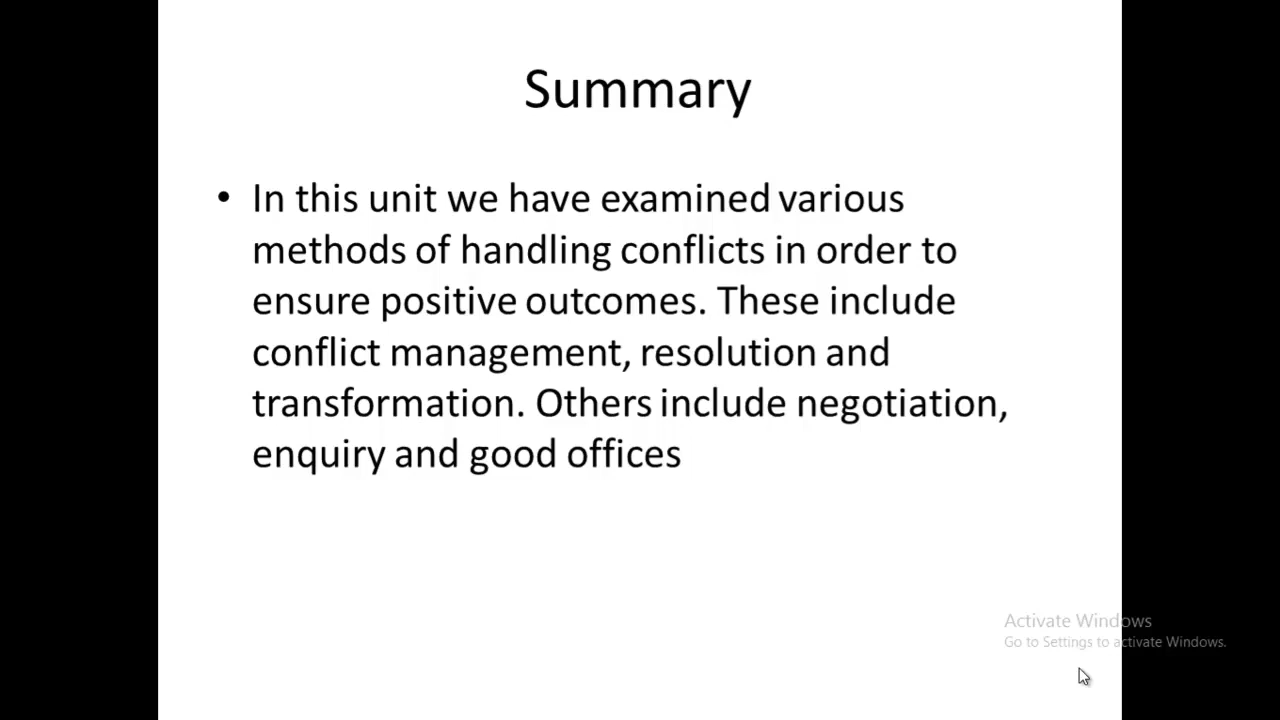 Summary
• In this unit we have examined various
methods of handling conflicts in order to
ensure positive outcomes. These include
conflict management, resolution and
transformation. Others include negotiation,
enquiry and good offices
Activate Windows
Go to Settings to activate Windows.